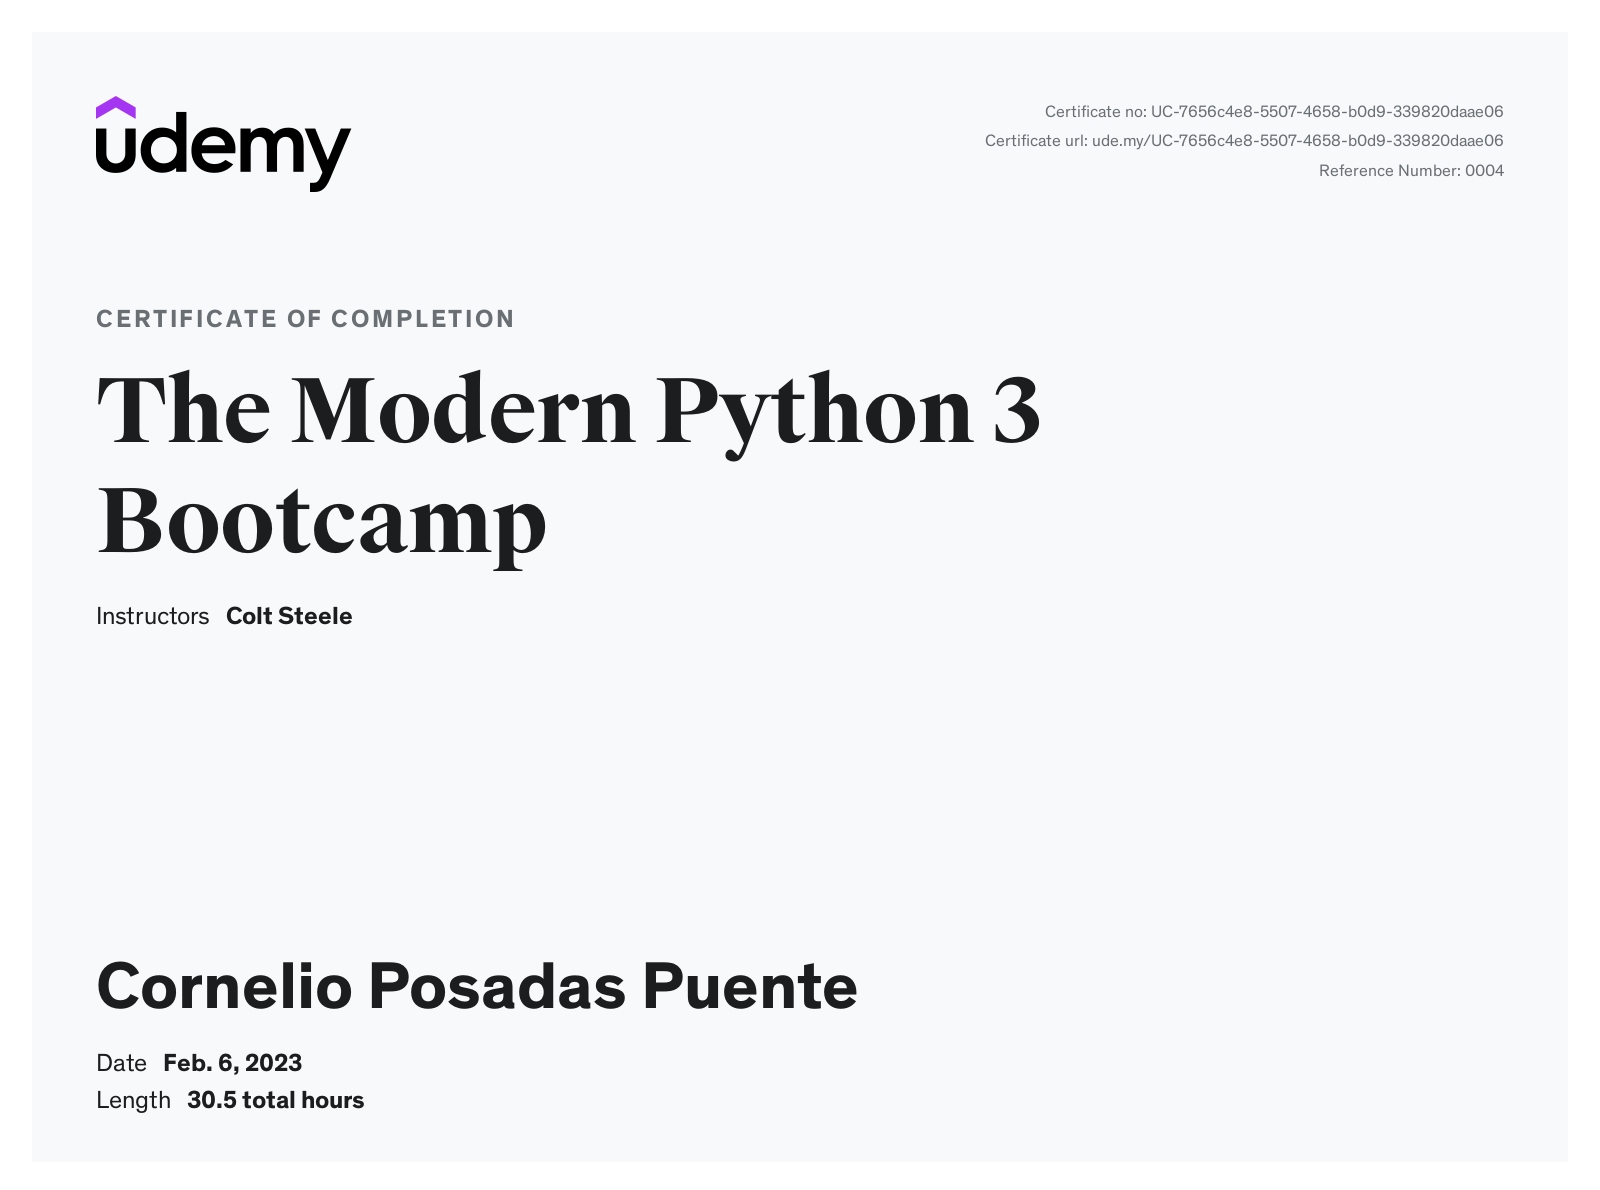 udemy
Certificate no: UC-7656c4e8-5507-4658-b0d9-339820daae06
Certificate url: ude.my/UC-7656c4e8-5507-4658-b0d9-339820daae06
Reference Number: 0004
CERTIFICATE OF COMPLETION
The Modern Python 3
Bootcamp
Instructors Colt Steele
Cornelio Posadas Puente
Date Feb. 6, 2023
Length 30.5 total hours